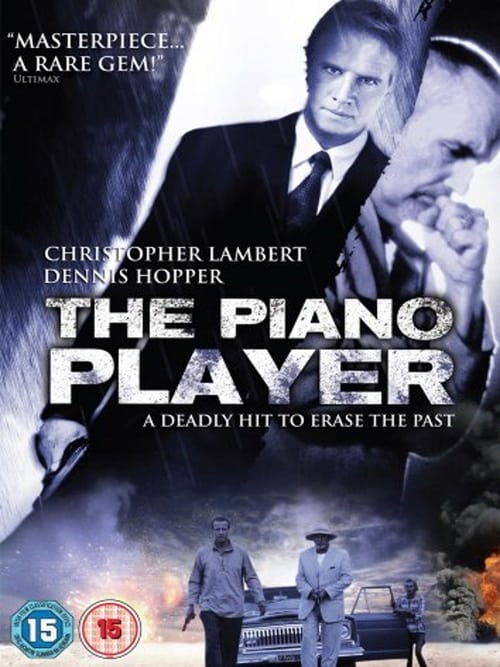 "MASTERPIECE...
A RARE GEM!"
ULTIMAX
CHRISTOPHER LAMBERT
DENNIS HOPPER
THE PIANO
PLAYER
A DEADLY HIT TO ERASE THE PAST
15
15